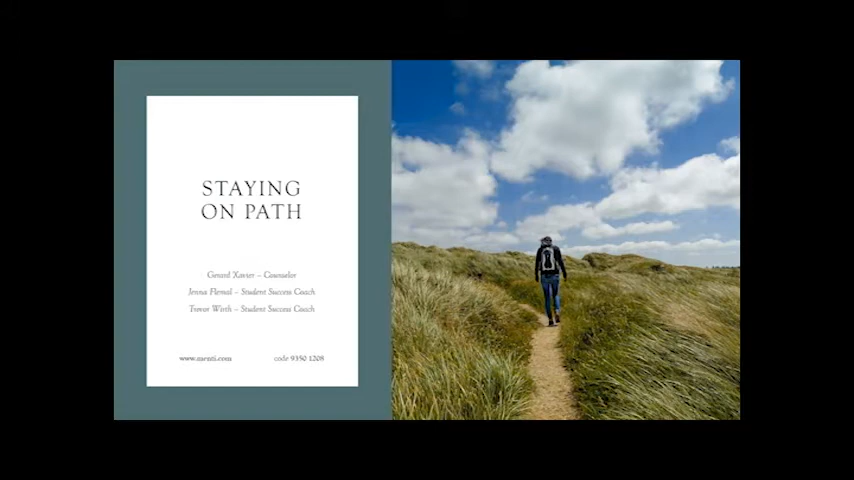 STAYING
ON PATH
Gerard Xavier – Counselor
Jenna Flemal – Student Success Coach
Trevor Wirth – Student Success Coach
www.menti.com code 9350 1208